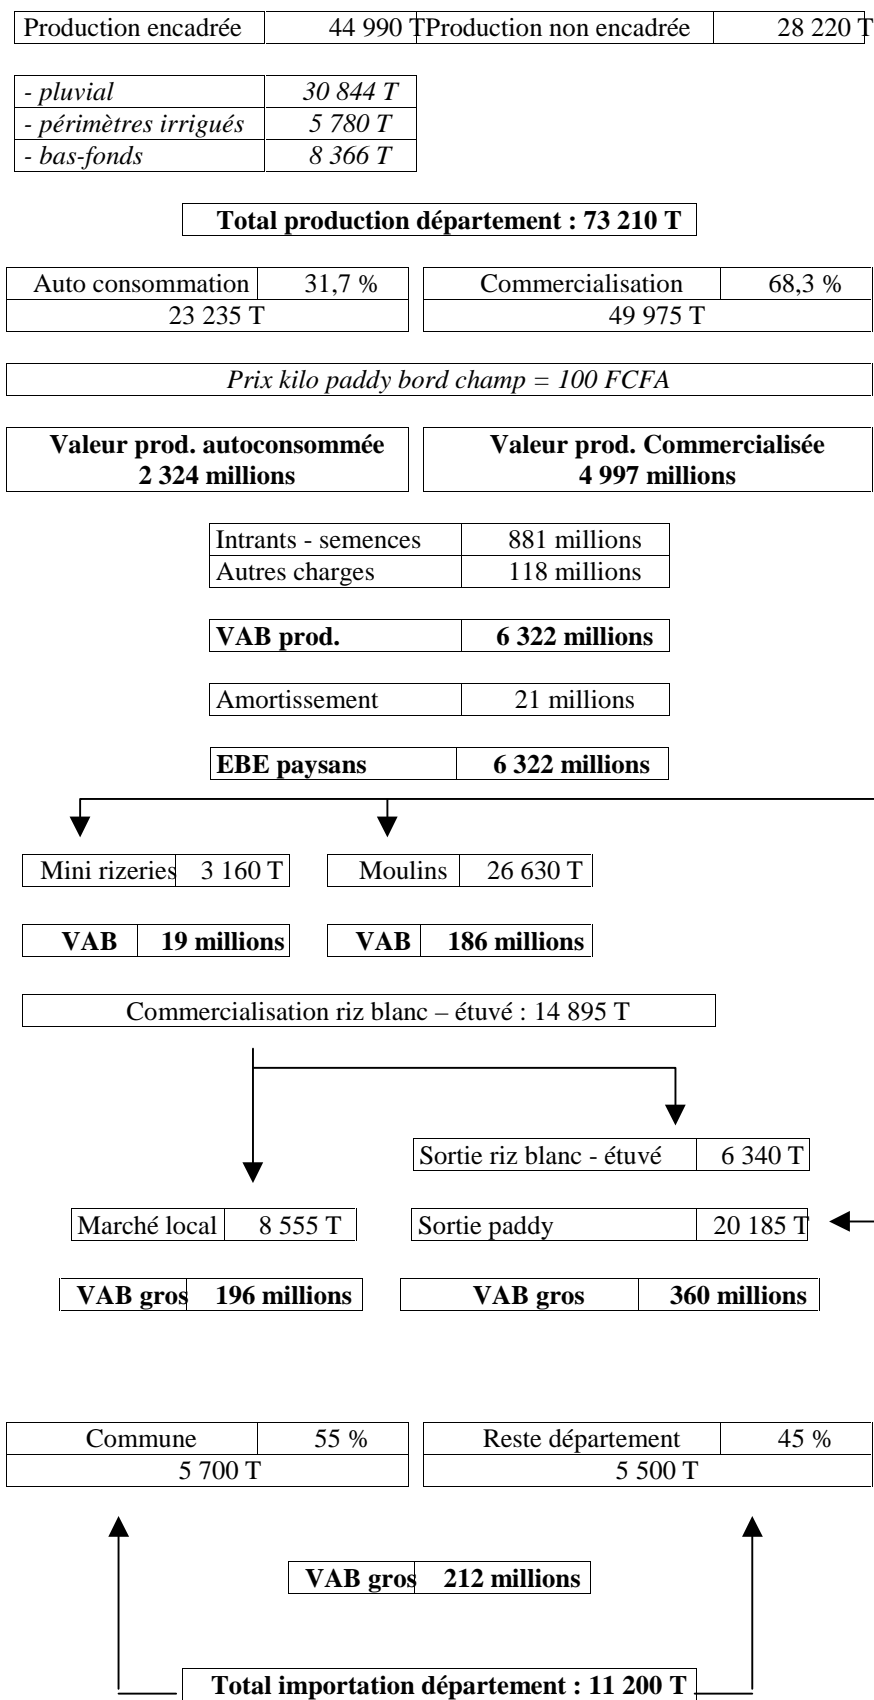 Production encadrée 44 990 T Production non encadrée 28 220 T
- pluvial 30 844 T
- périmètres irrigués 5 780 T
- bas-fonds 8 366 T
Total production département : 73 210 T
Auto consommation 31,7 % Commercialisation 68,3 %
23 235 T 49 975 T
Prix kilo paddy bord champ = 100 FCFA
Valeur prod. autoconsommée Valeur prod. Commercialisée
2 324 millions 4 997 millions
Intrants - semences 881 millions
Autres charges 118 millions
VAB prod. 6 322 millions
Amortissement 21 millions
EBE paysans 6 322 millions
Mini rizeries 3 160 T Moulins 26 630 T
VAB 19 millions VAB 186 millions
Commercialisation riz blanc – étuvé : 14 895 T
Sortie riz blanc - étuvé 6 340 T
Marché local 8 555 T Sortie paddy 20 185 T
VAB gros 196 millions VAB gros 360 millions
Commune 55 % Reste département 45 %
5 700 T 5 500 T
VAB gros 212 millions
Total importation département : 11 200 T